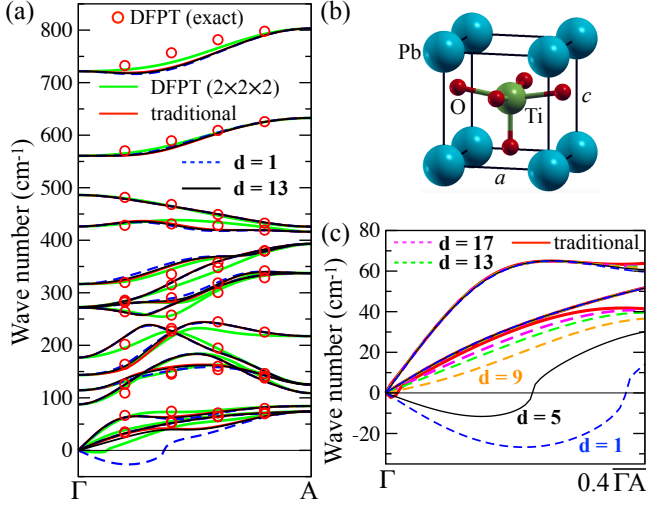 (a)
DFPT (exact)
DFPT (2×2×2)
traditional
d = 1
d = 13
Wave number (cm-1)
800
700
600
500
400
300
200
100
0
Γ
A
(b)
Pb
O
Ti
c
a
(c)
d = 17
traditional
d = 13
Wave number (cm-1)
80
60
40
20
0
-20
d = 9
d = 5
d = 1
Γ
0.4 ΓA